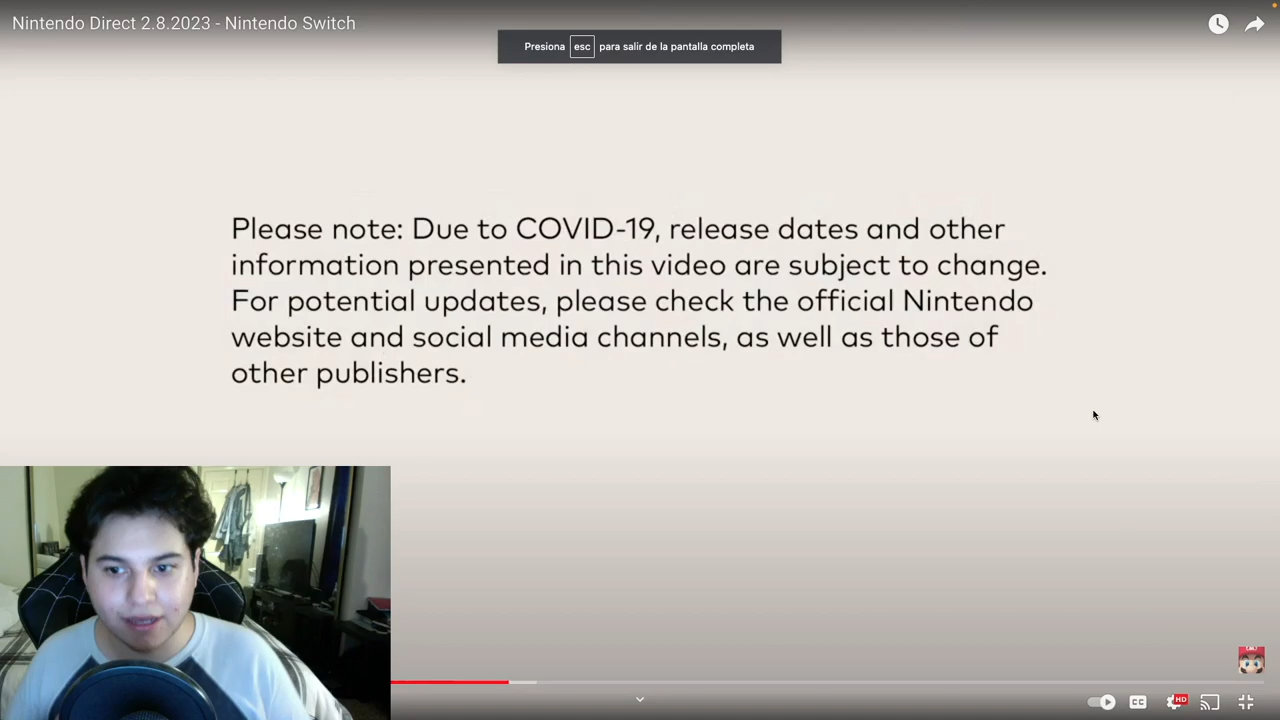 Nintendo Direct 2.8.2023 - Nintendo Switch
Presiona esc para salir de la pantalla completa
Please note: Due to COVID-19, release dates and other
information presented in this video are subject to change.
For potential updates, please check the official Nintendo
website and social media channels, as well as those of
other publishers.
CC
HD